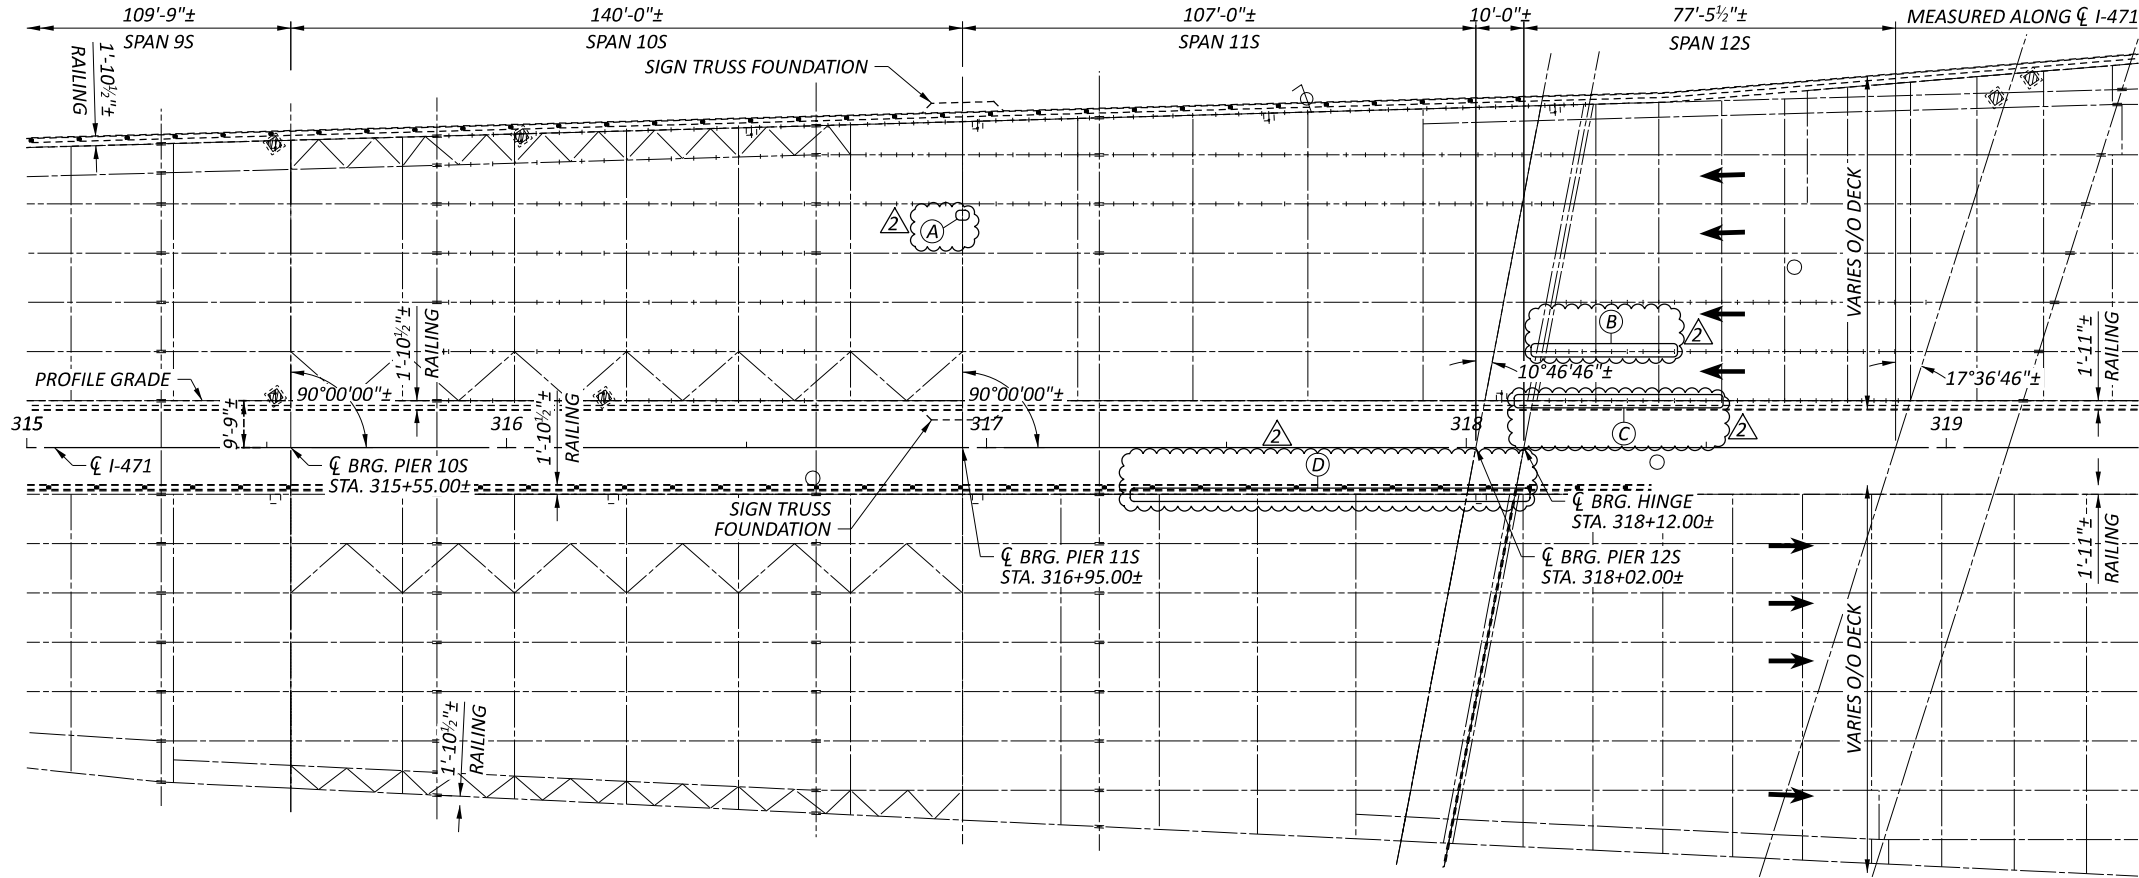 109'-9"±
140'-0"±
107'-0"±
10'-0"±
77'-5½"±
MEASURED ALONG ℄ I-471
SPAN 9S
SPAN 10S
SPAN 11S
SPAN 12S
1'-10½"±
RAILING
SIGN TRUSS FOUNDATION
2
A
VARIES O/O DECK
B
2
1'-10½"±
RAILING
1'-11"±
RAILING
PROFILE GRADE
90°00'00"±
90°00'00"±
10°46'46"±
17°36'46"±
9'-9"±
1'-10½"±
RAILING
315
316
317
318
319
2
C
2
D
℄ I-471
℄ BRG. PIER 10S
STA. 315+55.00±
SIGN TRUSS
FOUNDATION
℄ BRG. HINGE
STA. 318+12.00±
℄ BRG. PIER 11S
STA. 316+95.00±
℄ BRG. PIER 12S
STA. 318+02.00±
1'-11"±
RAILING
VARIES O/O DECK
1'-10½"±
RAILING